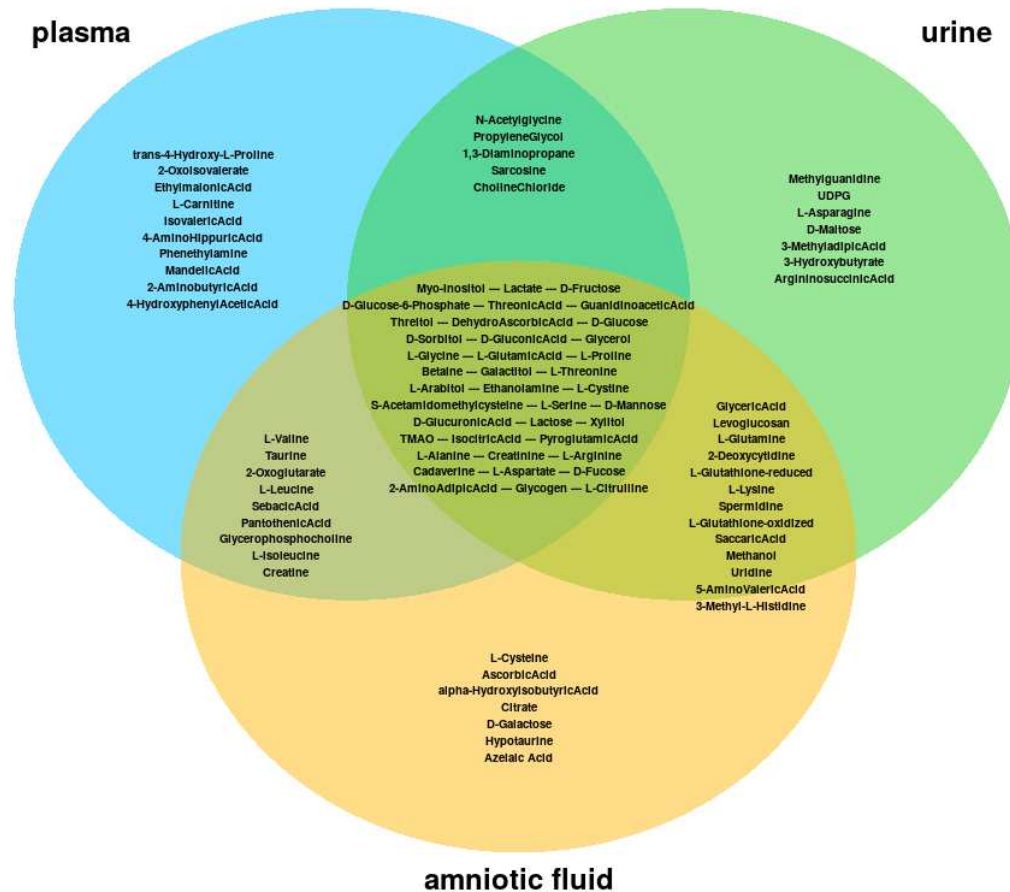 plasma
urine
N-Acetylglycine
PropyleneGlycol
1,3-Diaminopropane
Sarcosine
CholineChloride
trans-4-Hydroxy-L-Proline
2-Oxoisovalerate
EthylmalonicAcid
L-Carnitine
IsovalericAcid
4-AminoHippuricAcid
Phenethylamine
MandelicAcid
2-AminobutyricAcid
4-HydroxyphenylAceticAcid
Methylguanidine
UDPG
L-Asparagine
D-Maltose
3-MethyladipicAcid
3-Hydroxybutyrate
ArgininosuccinicAcid
Myo-inositol --- Lactate --- D-Fructose
D-Glucose-6-Phosphate --- ThreonicAcid --- GuanidinoaceticAcid
Threitol --- DehydroAscorbicAcid --- D-Glucose
D-Sorbitol --- D-GluconicAcid --- Glycerol
L-Glycine --- L-GlutamicAcid --- L-Proline
Betaine --- Galactitol --- L-Threonine
L-Arabitol --- Ethanolamine --- L-Cystine
S-Acetamidomethylcysteine --- L-Serine --- D-Mannose
D-GlucuronicAcid --- Lactose --- Xylitol
TMAO --- IsocitricAcid --- PyroglutamicAcid
L-Alanine --- Creatinine --- L-Arginine
Cadaverine --- L-Aspartate --- D-Fucose
2-AminoAdipicAcid --- Glycogen --- L-Citrulline
L-Valine
Taurine
2-Oxoglutarate
L-Leucine
SebacicAcid
PantothenicAcid
Glycerophosphocholine
L-Isoleucine
Creatine
GlycericAcid
Levoglucosan
L-Glutamine
2-Deoxycytidine
L-Glutathione-reduced
L-Lysine
Spermidine
L-Glutathione-oxidized
SaccaricAcid
Methanol
Uridine
5-AminoValericAcid
3-Methyl-L-Histidine
L-Cysteine
AscorbicAcid
alpha-HydroxyisobutyricAcid
Citrate
D-Galactose
Hypotaurine
Azelaic Acid
amniotic fluid